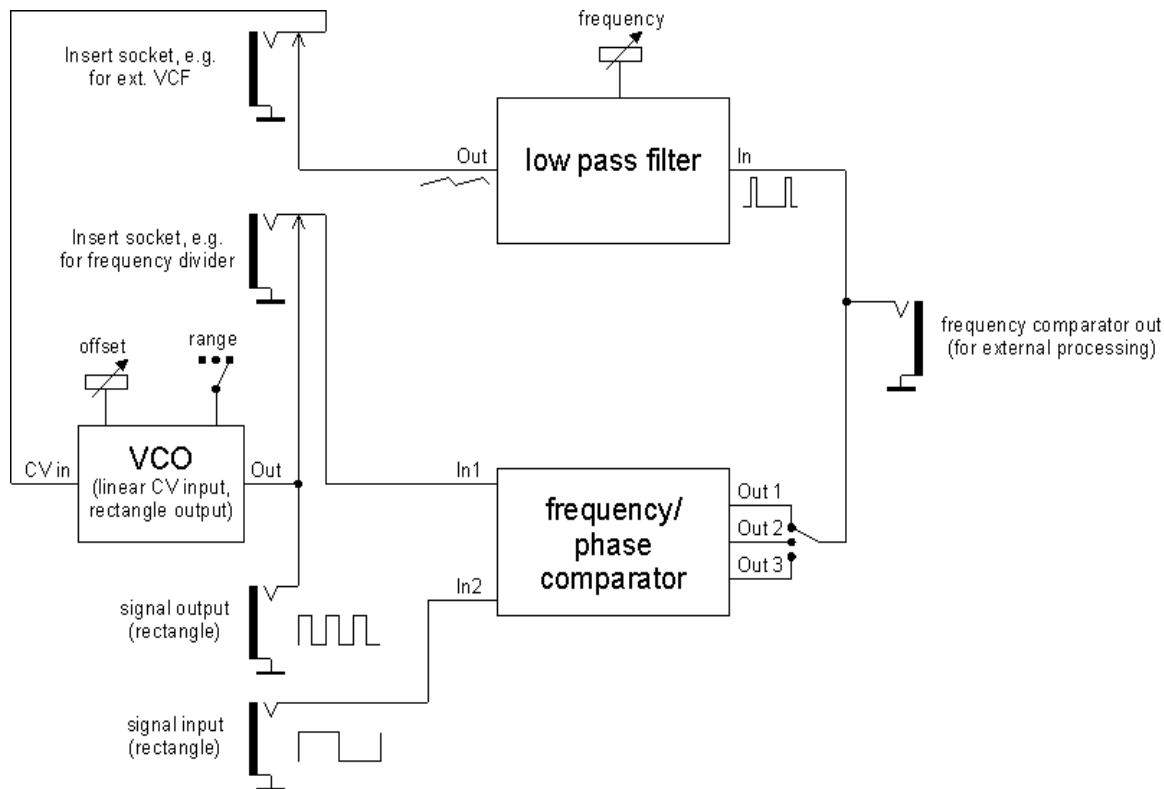 frequency
Insert socket, e.g.
for ext. VCF
Out
low pass filter
In
Insert socket, e.g.
for frequency divider
offset
range
frequency comparator out
(for external processing)
CV in
VCO
(linear CV input,
rectangle output)
Out
In1
In2
frequency/
phase
comparator
Out 1
Out 2
Out 3
signal output
(rectangle)
signal input
(rectangle)